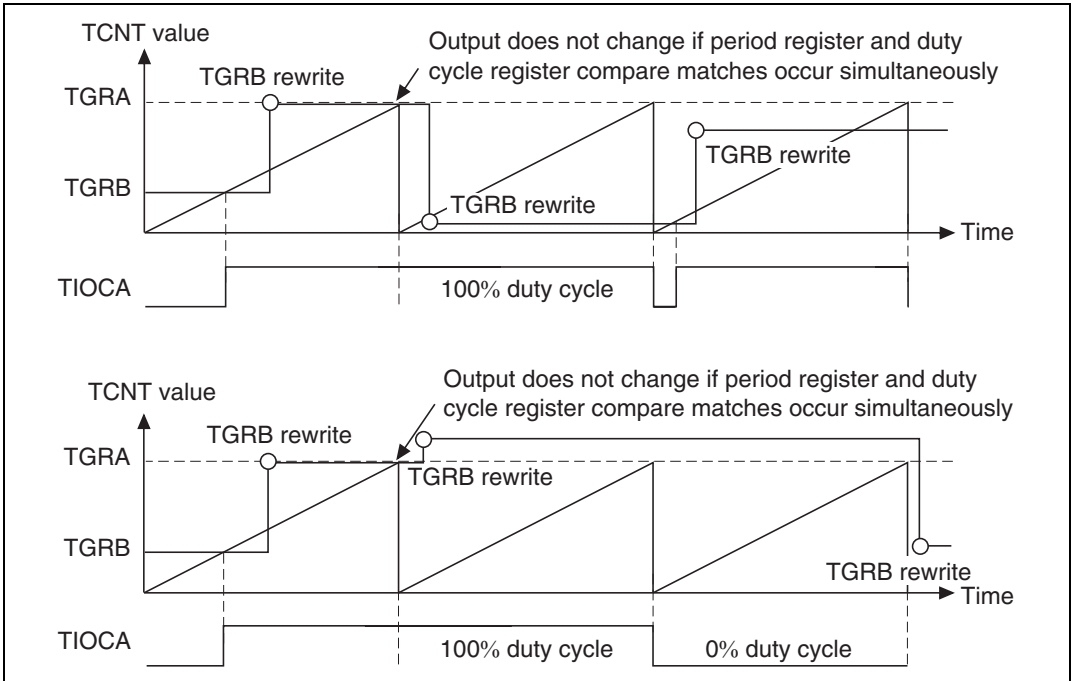 TCNT value
Output does not change if period register and duty
cycle register compare matches occur simultaneously
TGRB rewrite
TGRA
TGRB rewrite
TGRB
TGRB rewrite
Time
TIOCA
100% duty cycle
Output does not change if period register and duty
cycle register compare matches occur simultaneously
TCNT value
TGRB rewrite
TGRA
TGRB rewrite
TGRB
TGRB rewrite
Time
TIOCA
100% duty cycle
0% duty cycle